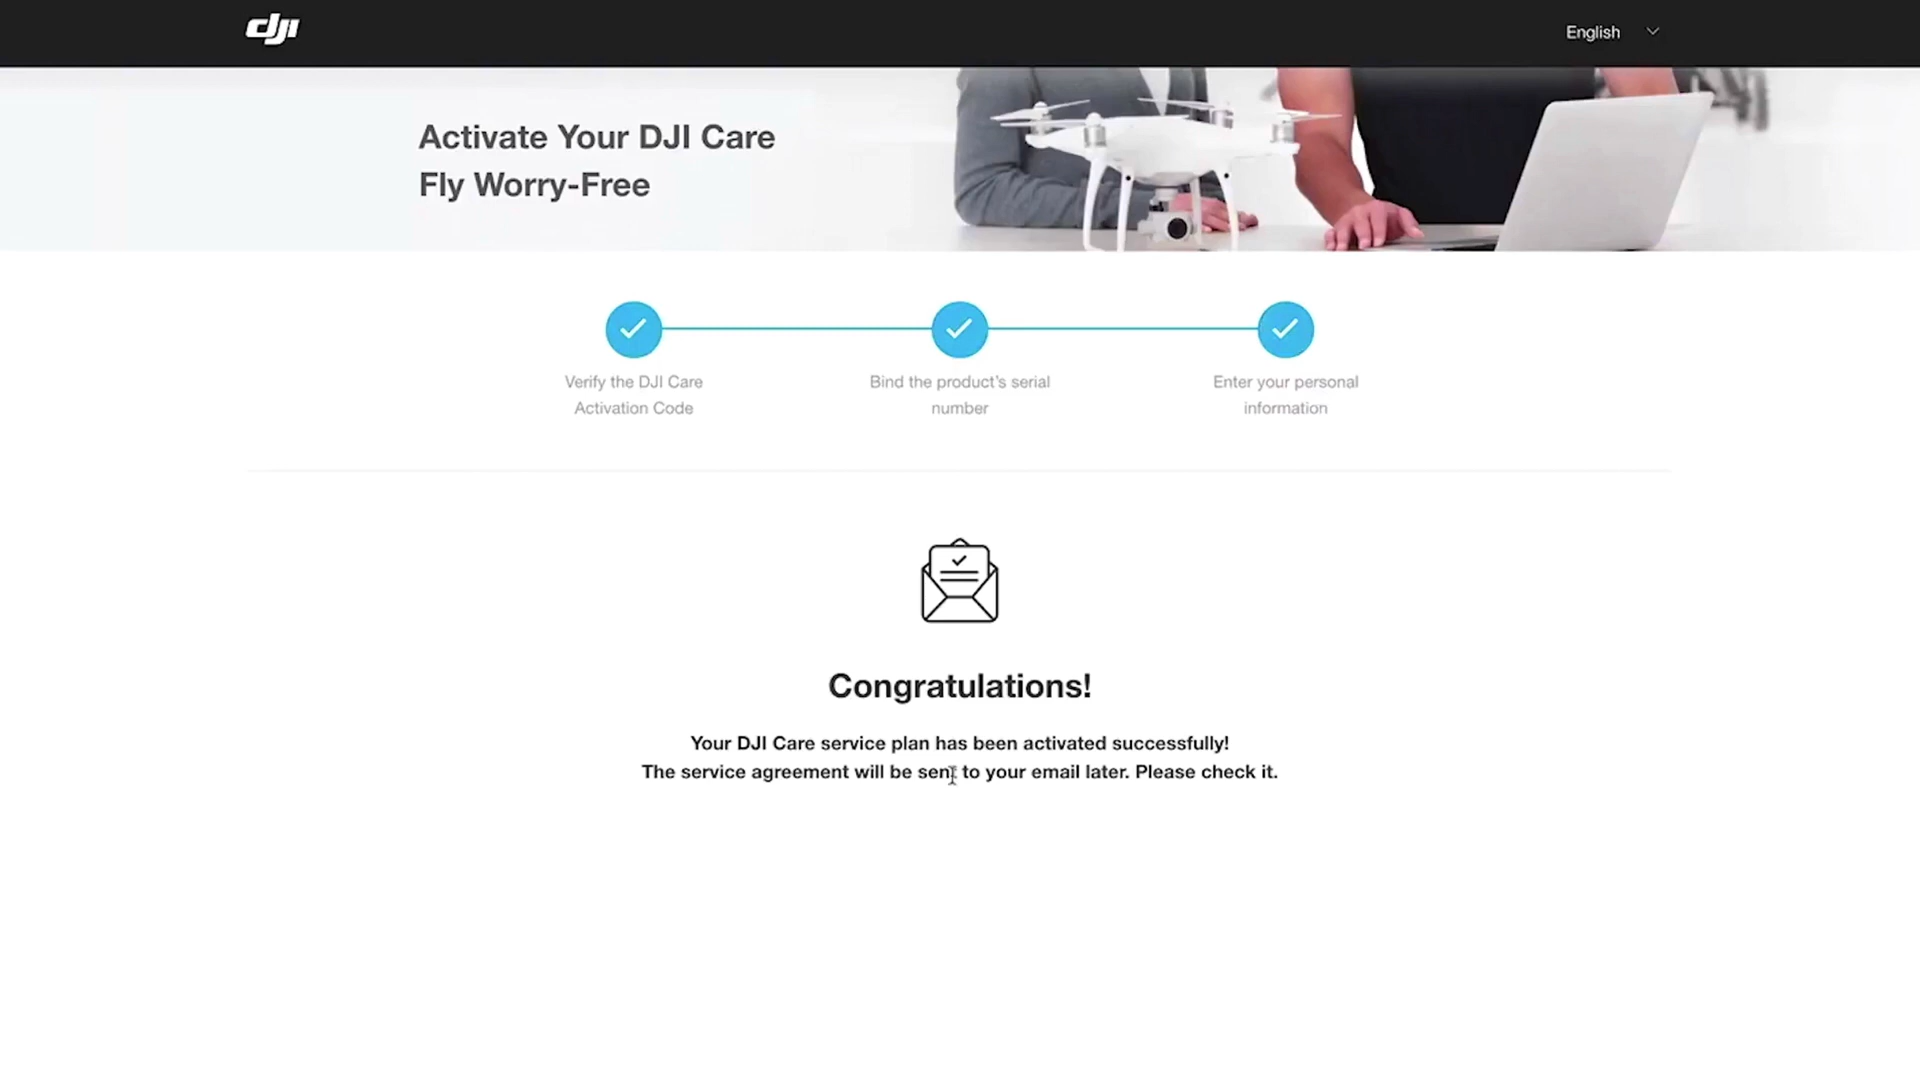 dji
English
Activate Your DJI Care
Fly Worry-Free
Verify the DJI Care
Activation Code
Bind the product's serial
number
Enter your personal
information
Congratulations!
Your DJI Care service plan has been activated successfully!
The service agreement will be sent to your email later. Please check it.